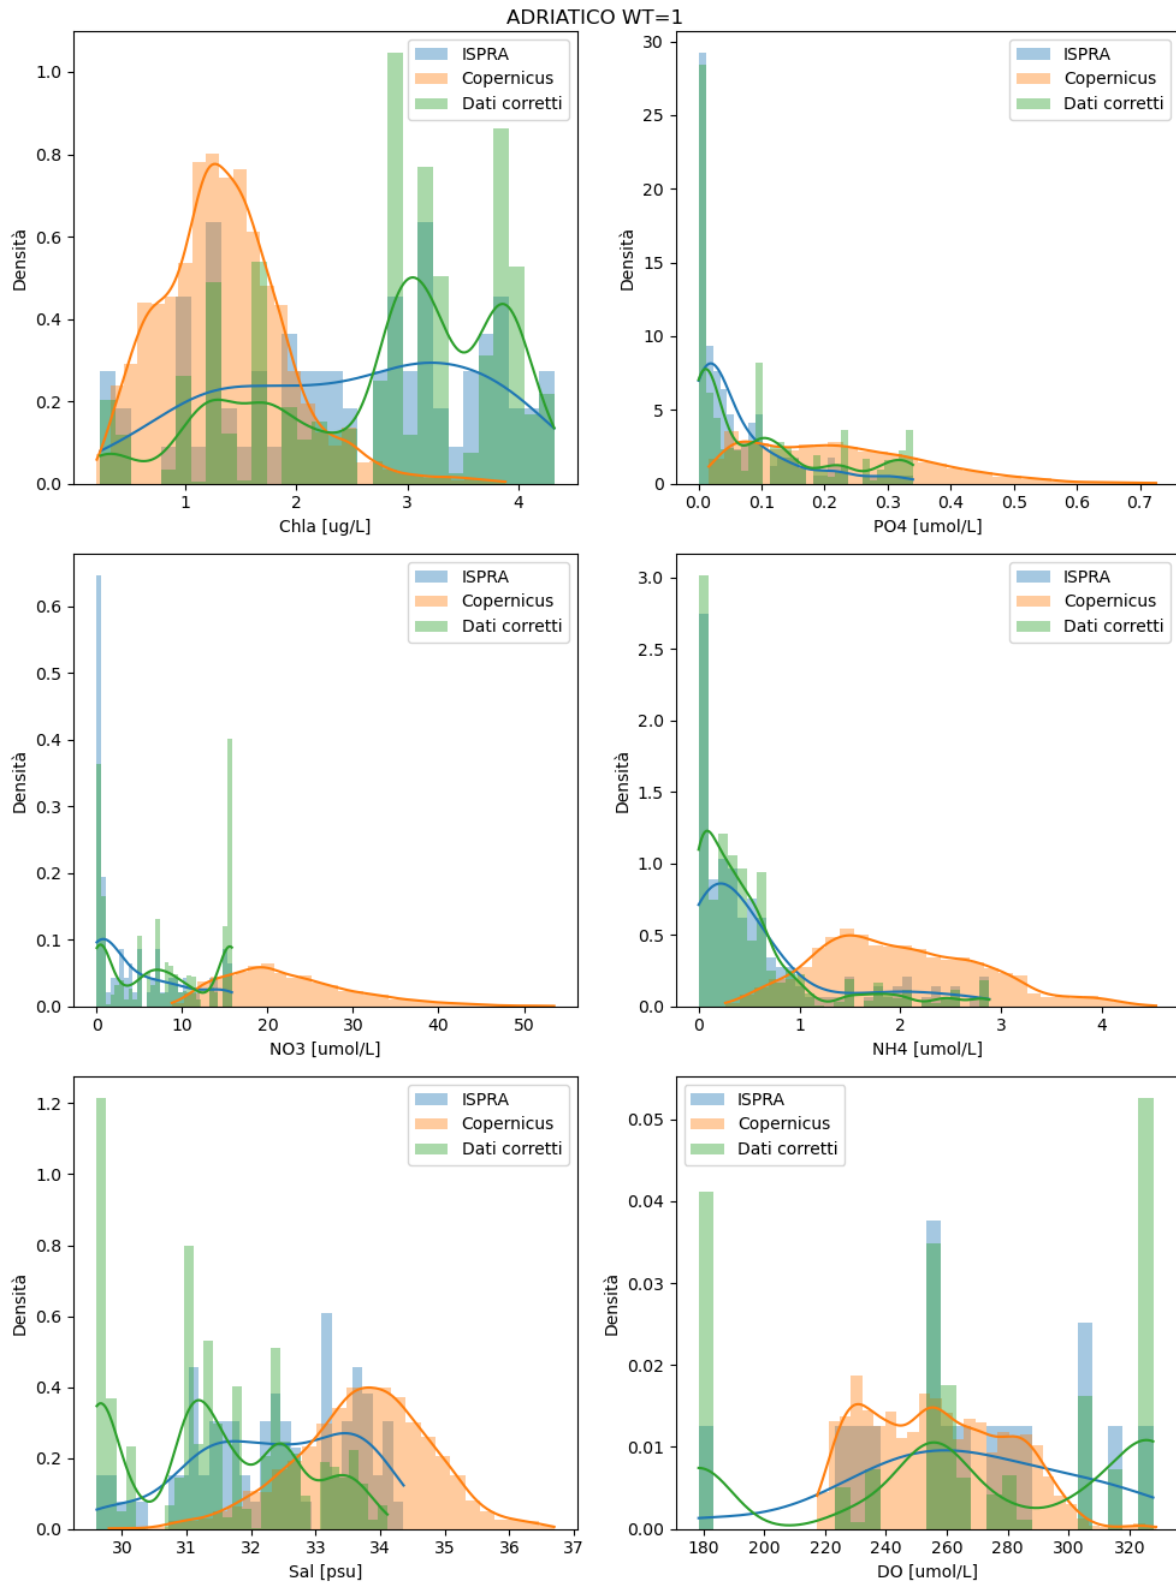 ADRIATICO WT=1
ISPRA
Copernicus
Dati corretti
Densità
1.0
0.8
0.6
0.4
0.2
0.0
1
2
3
4
Chla [ug/L]
ISPRA
Copernicus
Dati corretti
Densità
30
25
20
15
10
5
0
0.0
0.1
0.2
0.3
0.4
0.5
0.6
0.7
PO4 [umol/L]
ISPRA
Copernicus
Dati corretti
Densità
0.6
0.5
0.4
0.3
0.2
0.1
0.0
0
10
20
30
40
50
NO3 [umol/L]
ISPRA
Copernicus
Dati corretti
Densità
3.0
2.5
2.0
1.5
1.0
0.5
0.0
0
1
2
3
4
NH4 [umol/L]
ISPRA
Copernicus
Dati corretti
Densità
1.2
1.0
0.8
0.6
0.4
0.2
0.0
30
31
32
33
34
35
36
37
Sal [psu]
ISPRA
Copernicus
Dati corretti
Densità
0.05
0.04
0.03
0.02
0.01
0.00
180
200
220
240
260
280
300
320
DO [umol/L]